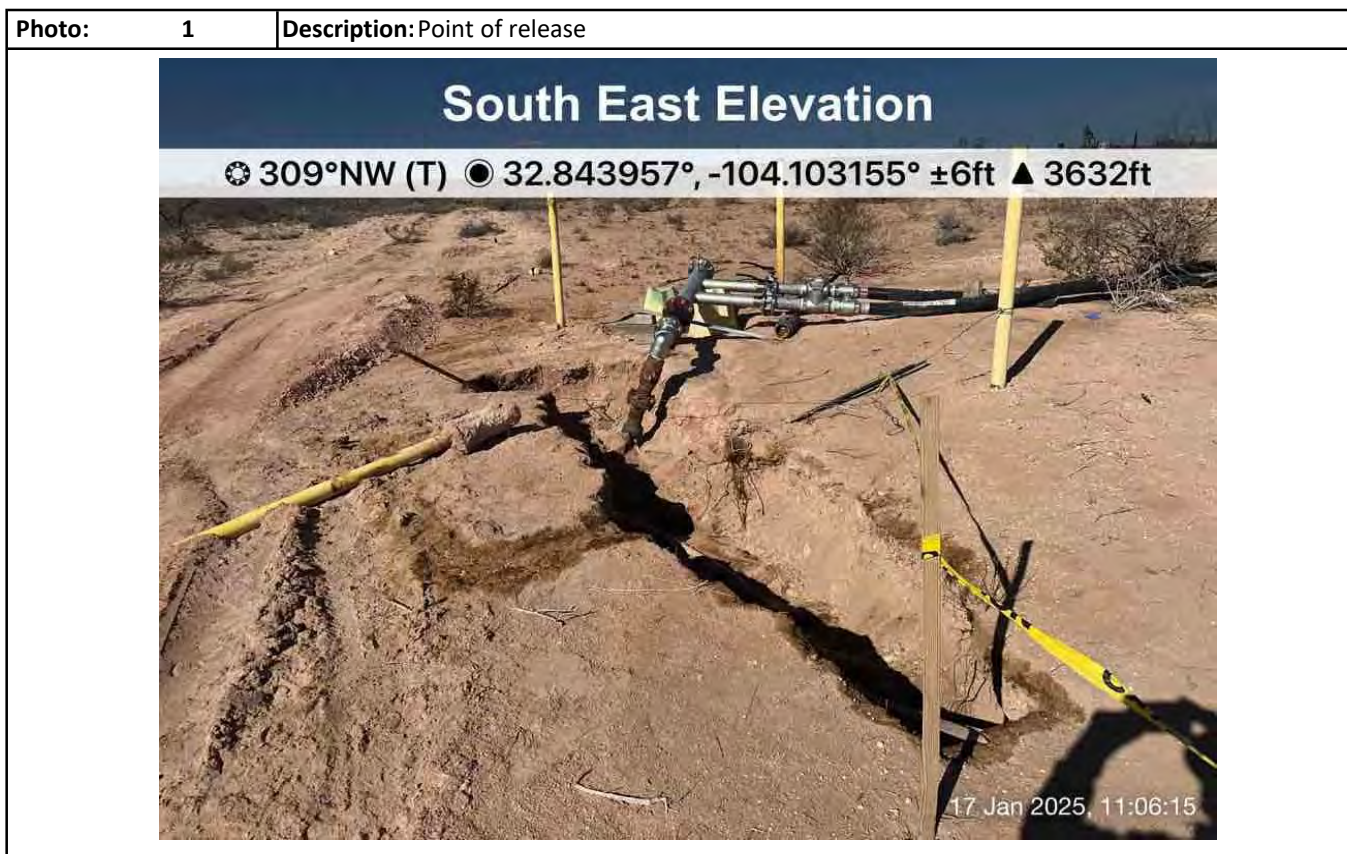 Photo: 1 Description: Point of release
South East Elevation
309°NW (T) 32.843957°, -104.103155° ±6ft ▲ 3632ft
17 Jan 2025, 11:06:15